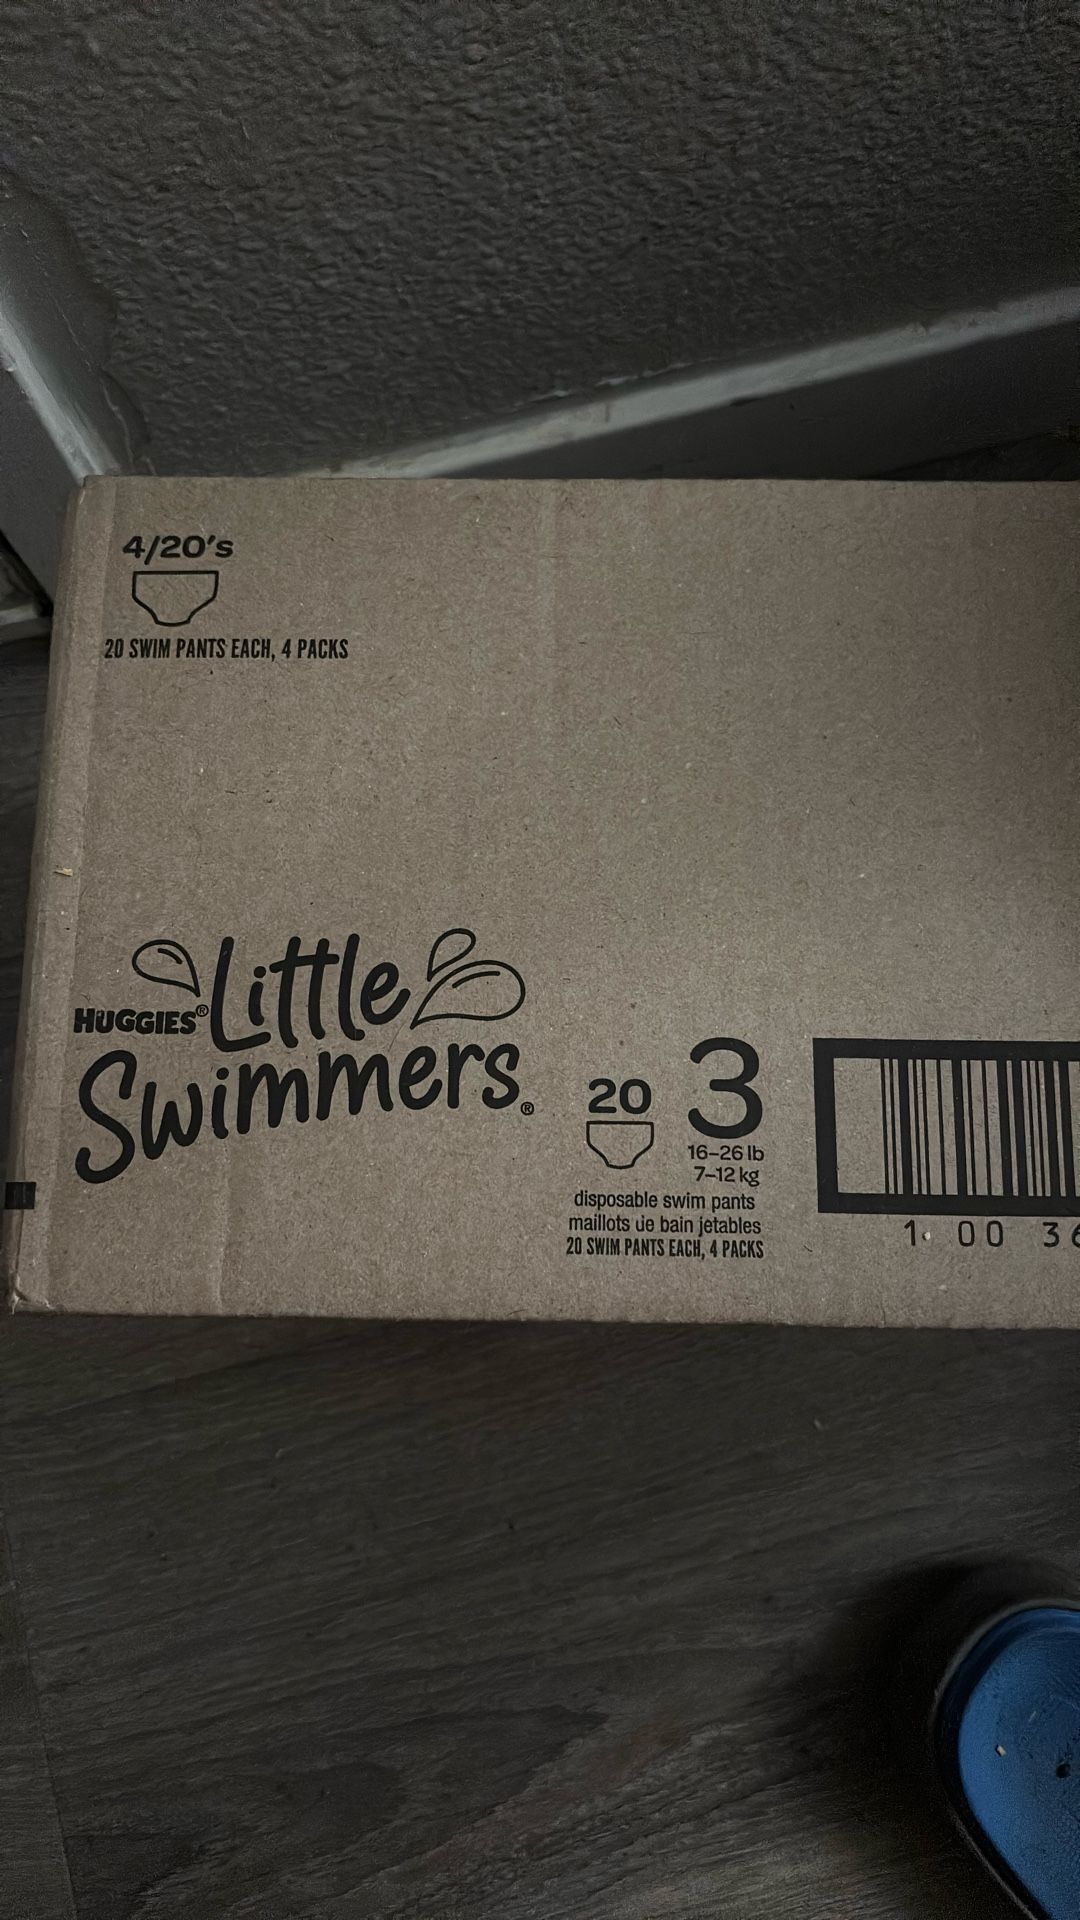 4/20's
20 SWIM PANTS EACH, 4 PACKS
HUGGIES® Little
Swimmers®
20 3
16-26 lb
7-12 kg
disposable swim pants
maillots de bain jetables
20 SWIM PANTS EACH, 4 PACKS
1 00 36